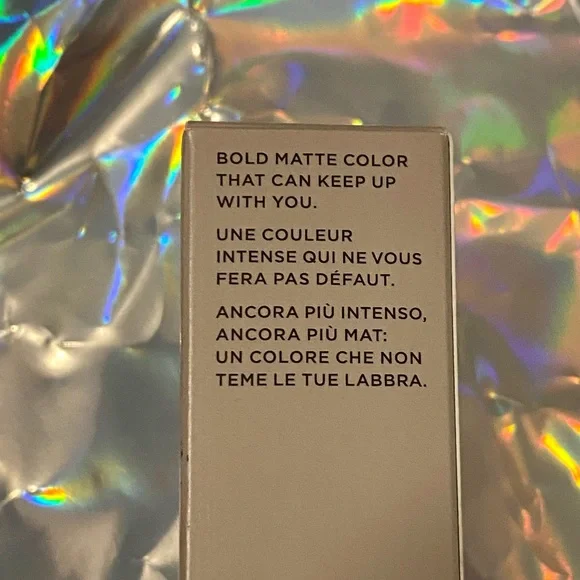 BOLD MATTE COLOR
THAT CAN KEEP UP
WITH YOU.
UNE COULEUR
INTENSE QUI NE VOUS
FERA PAS DÉFAUT.
ANCORA PIÙ INTENSO,
ANCORA PIÙ MAT:
UN COLORE CHE NON
TEME LE TUE LABBRA.